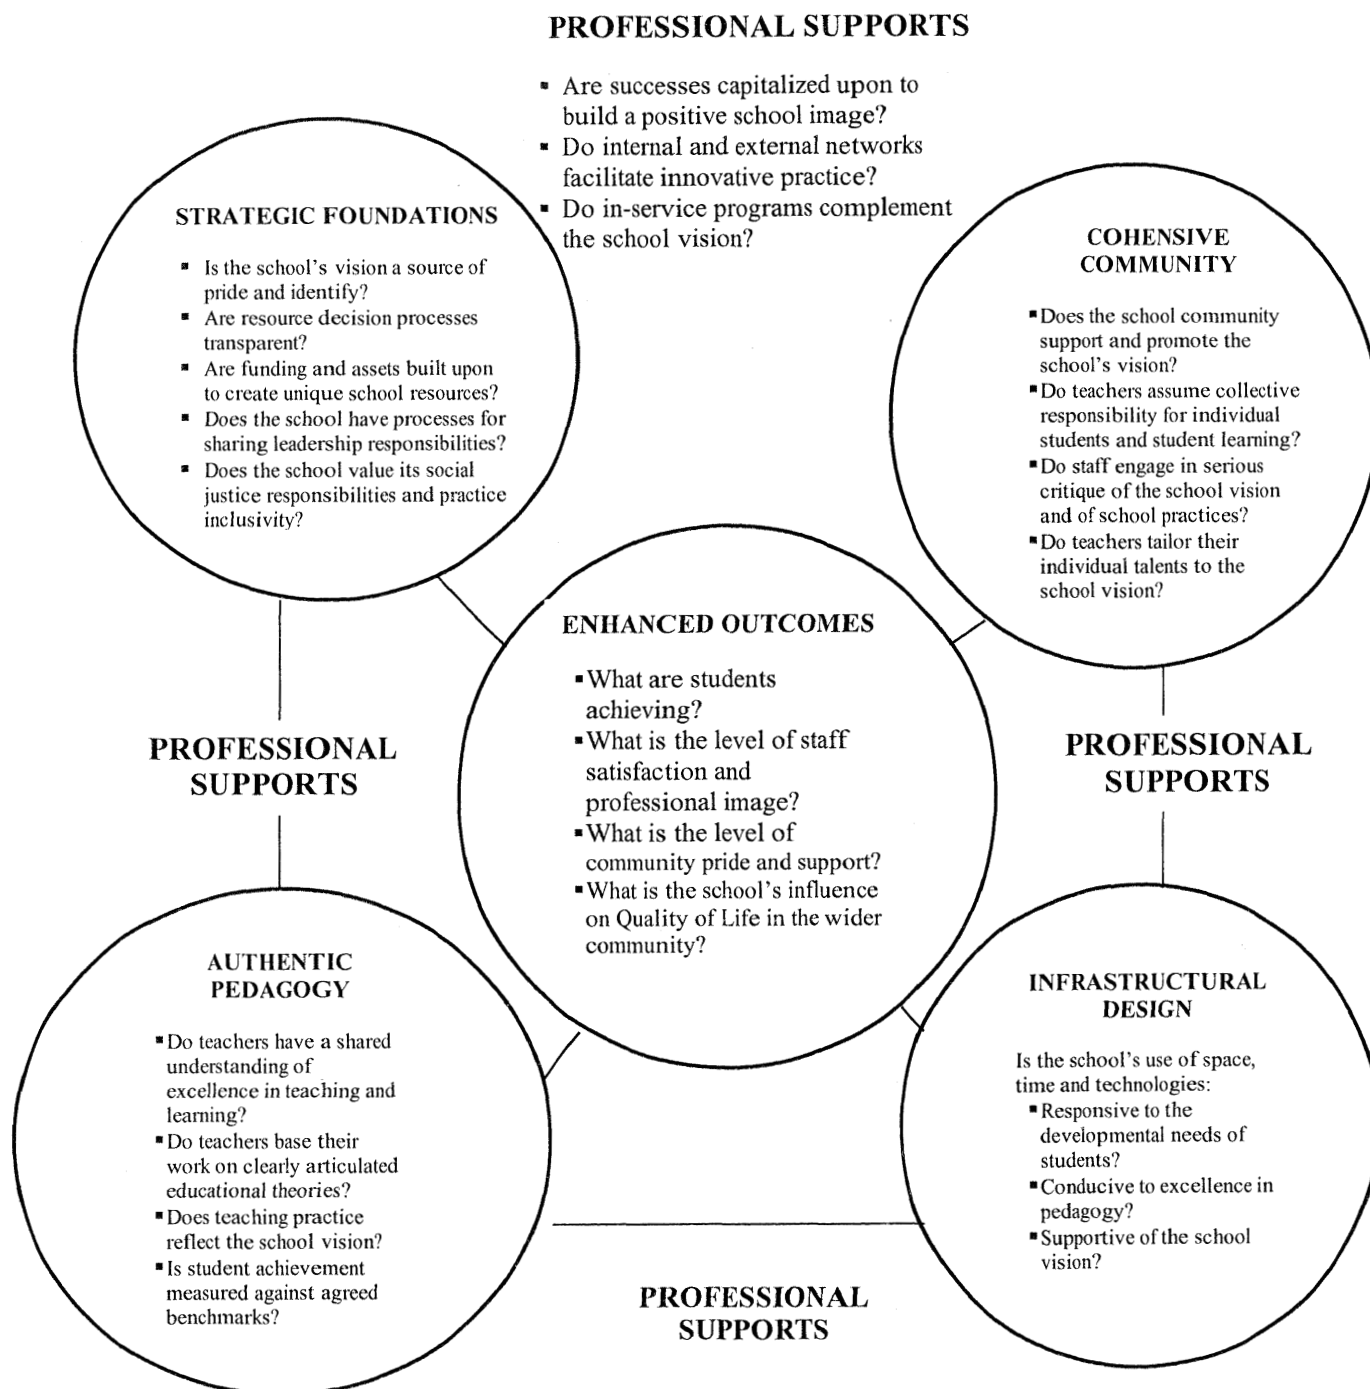 PROFESSIONAL SUPPORTS
▪ Are successes capitalized upon to
build a positive school image?
▪ Do internal and external networks
facilitate innovative practice?
▪ Do in-service programs complement
the school vision?
STRATEGIC FOUNDATIONS
▪ Is the school's vision a source of
pride and identify?
▪ Are resource decision processes
transparent?
▪ Are funding and assets built upon
to create unique school resources?
▪ Does the school have processes for
sharing leadership responsibilities?
▪ Does the school value its social
justice responsibilities and practice
inclusivity?
COHENSIVE
COMMUNITY
▪ Does the school community
support and promote the
school's vision?
▪ Do teachers assume collective
responsibility for individual
students and student learning?
▪ Do staff engage in serious
critique of the school vision
and of school practices?
▪ Do teachers tailor their
individual talents to the
school vision?
ENHANCED OUTCOMES
▪ What are students
achieving?
▪ What is the level of staff
satisfaction and
professional image?
▪ What is the level of
community pride and support?
▪ What is the school's influence
on Quality of Life in the wider
community?
PROFESSIONAL
SUPPORTS
PROFESSIONAL
SUPPORTS
AUTHENTIC
PEDAGOGY
▪ Do teachers have a shared
understanding of
excellence in teaching and
learning?
▪ Do teachers base their
work on clearly articulated
educational theories?
▪ Does teaching practice
reflect the school vision?
▪ Is student achievement
measured against agreed
benchmarks?
INFRASTRUCTURAL
DESIGN
Is the school's use of space,
time and technologies:
▪ Responsive to the
developmental needs of
students?
▪ Conducive to excellence in
pedagogy?
▪ Supportive of the school
vision?
PROFESSIONAL
SUPPORTS